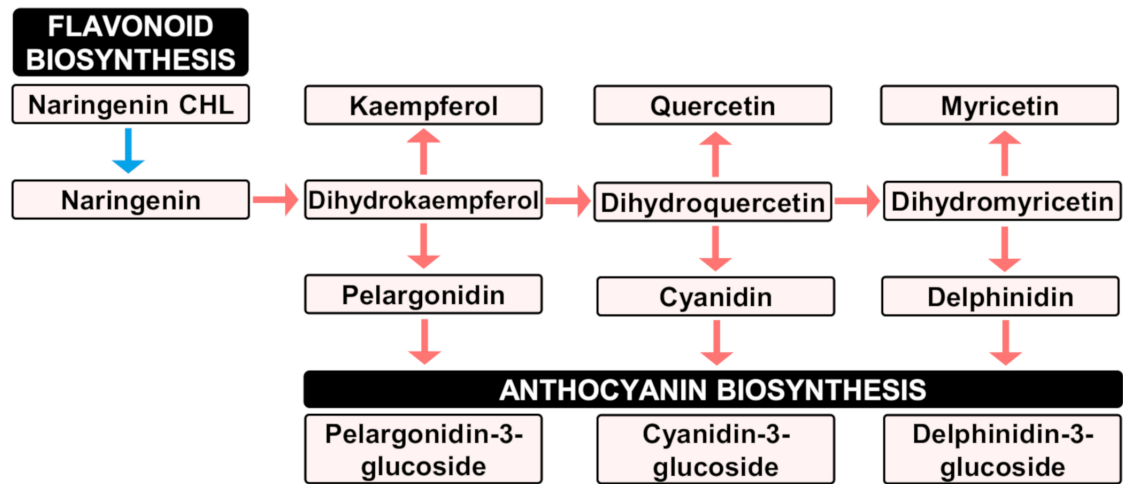 FLAVONOID
BIOSYNTHESIS
Naringenin CHL
Kaempferol
Quercetin
Myricetin
Naringenin
Dihydrokaempferol
Dihydroquercetin
Dihydromyricetin
Pelargonidin
Cyanidin
Delphinidin
ANTHOCYANIN BIOSYNTHESIS
Pelargonidin-3-
glucoside
Cyanidin-3-
glucoside
Delphinidin-3-
glucoside